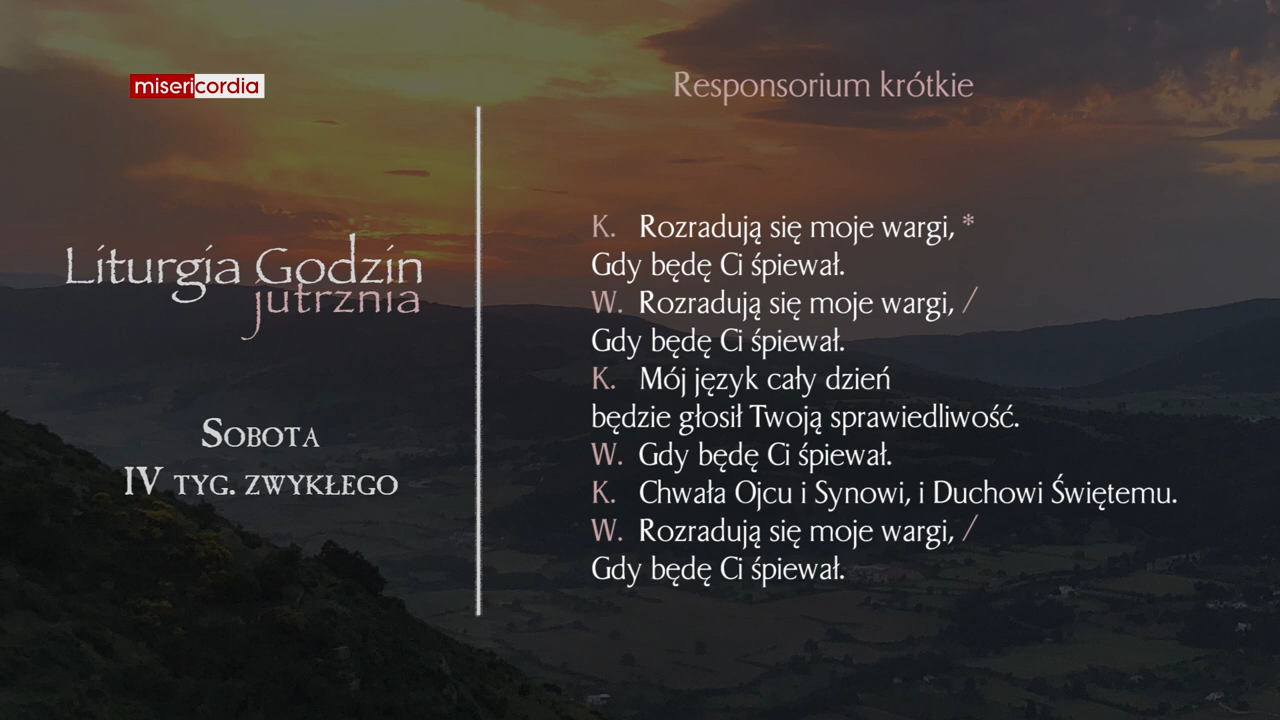 misericordia
Liturgia Godzin
jutrznia
Sobota
IV tyg. zwykłego
Responsorium krótkie
K. Rozradują się moje wargi, *
Gdy będę Ci śpiewał.
W. Rozradują się moje wargi, /
Gdy będę Ci śpiewał.
K. Mój język cały dzień
będzie głosił Twoją sprawiedliwość.
W. Gdy będę Ci śpiewał.
K. Chwała Ojcu i Synowi, i Duchowi Świętemu.
W. Rozradują się moje wargi, /
Gdy będę Ci śpiewał.